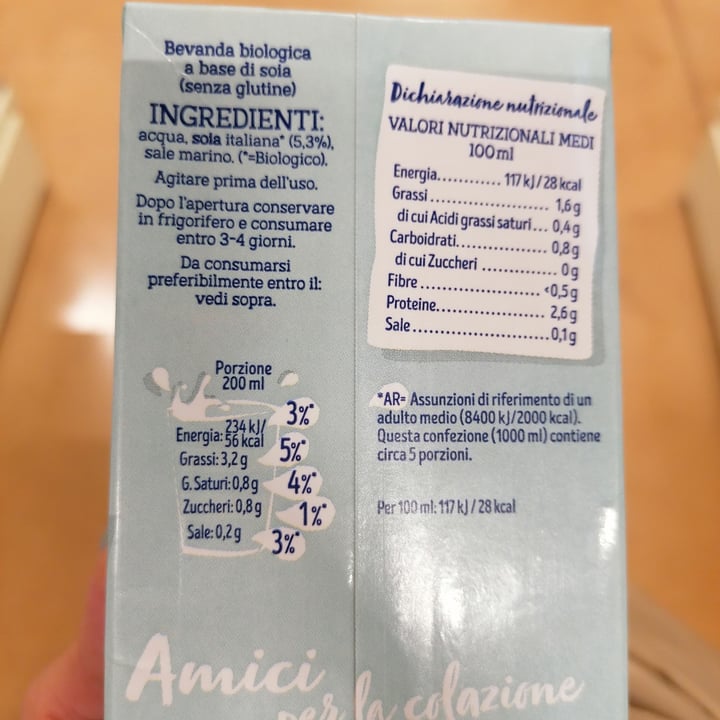 Bevanda biologica
a base di soia
(senza glutine)
INGREDIENTI:
acqua, soia italiana* (5,3%),
sale marino. (*=Biologico).
Agitare prima dell'uso.
Dopo l'apertura conservare
in frigorifero e consumare
entro 3-4 giorni.
Da consumarsi
preferibilmente entro il:
vedi sopra.
Porzione
200 ml
Energia: 234 kJ/
56 kcal 3%*
Grassi: 3,2 g 5%*
G. Saturi: 0,8 g 4%*
Zuccheri: 0,8 g 1%*
Sale: 0,2 g 3%*
Dichiarazione nutrizionale
VALORI NUTRIZIONALI MEDI
100 ml
Energia............ 117 kJ/28 kcal
Grassi...................... 1,6 g
di cui Acidi grassi saturi... 0,4 g
Carboidrati................. 0,8 g
di cui Zuccheri .............. 0 g
Fibre...................... <0,5 g
Proteine.................... 2,6 g
Sale........................ 0,1 g
*AR= Assunzioni di riferimento di un
adulto medio (8400 kJ/2000 kcal).
Questa confezione (1000 ml) contiene
circa 5 porzioni.
Per 100 ml: 117 kJ / 28 kcal
Amici
per la colazione